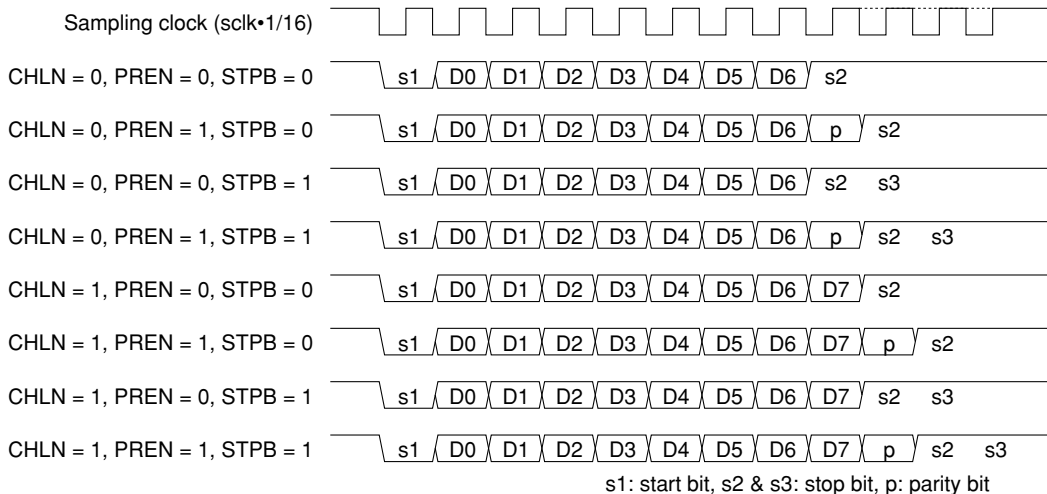 Sampling clock (sclk•1/16)
CHLN = 0, PREN = 0, STPB = 0 s1 D0 D1 D2 D3 D4 D5 D6 s2
CHLN = 0, PREN = 1, STPB = 0 s1 D0 D1 D2 D3 D4 D5 D6 p s2
CHLN = 0, PREN = 0, STPB = 1 s1 D0 D1 D2 D3 D4 D5 D6 s2 s3
CHLN = 0, PREN = 1, STPB = 1 s1 D0 D1 D2 D3 D4 D5 D6 p s2 s3
CHLN = 1, PREN = 0, STPB = 0 s1 D0 D1 D2 D3 D4 D5 D6 D7 s2
CHLN = 1, PREN = 1, STPB = 0 s1 D0 D1 D2 D3 D4 D5 D6 D7 p s2
CHLN = 1, PREN = 0, STPB = 1 s1 D0 D1 D2 D3 D4 D5 D6 D7 s2 s3
CHLN = 1, PREN = 1, STPB = 1 s1 D0 D1 D2 D3 D4 D5 D6 D7 p s2 s3
s1: start bit, s2 & s3: stop bit, p: parity bit